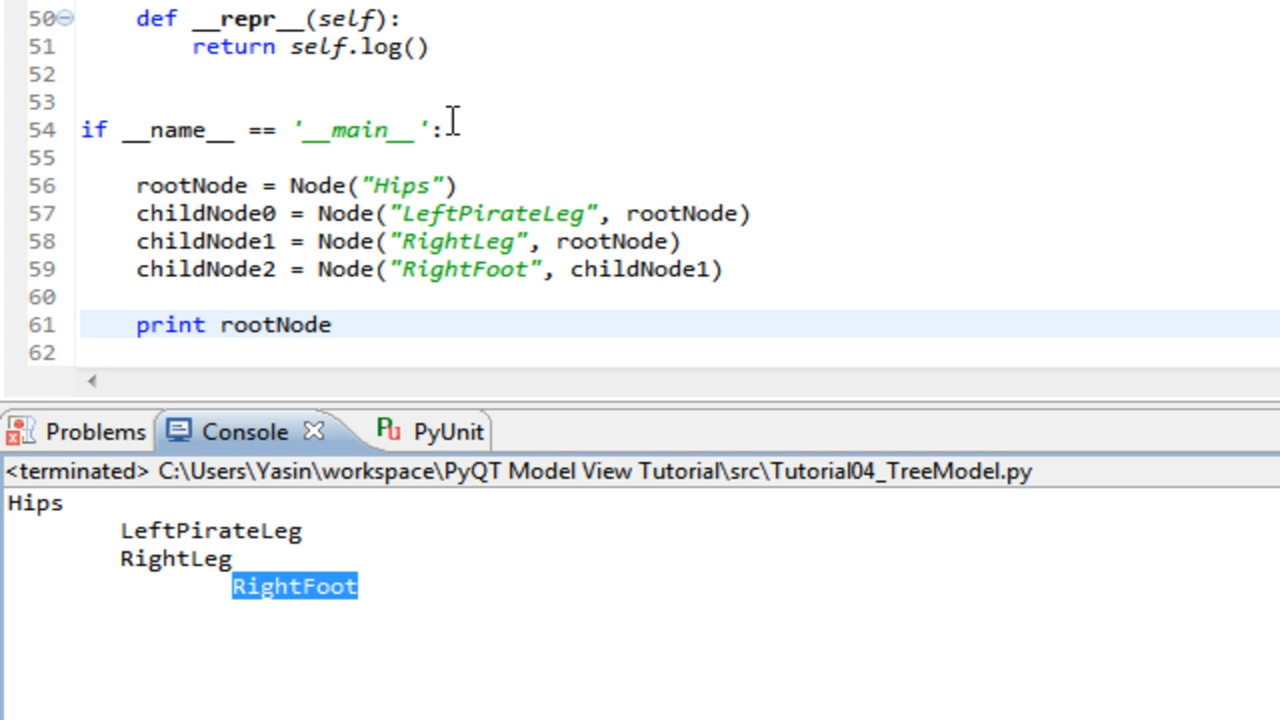 50 def __repr__(self):
51 return self.log()
52
53
54 if __name__ == '__main__':
55
56 rootNode = Node("Hips")
57 childNode0 = Node("LeftPirateLeg", rootNode)
58 childNode1 = Node("RightLeg", rootNode)
59 childNode2 = Node("RightFoot", childNode1)
60
61 print rootNode
62
Problems Console PyUnit
<terminated> C:\Users\Yasin\workspace\PyQT Model View Tutorial\src\Tutorial04_TreeModel.py
Hips
LeftPirateLeg
RightLeg
RightFoot